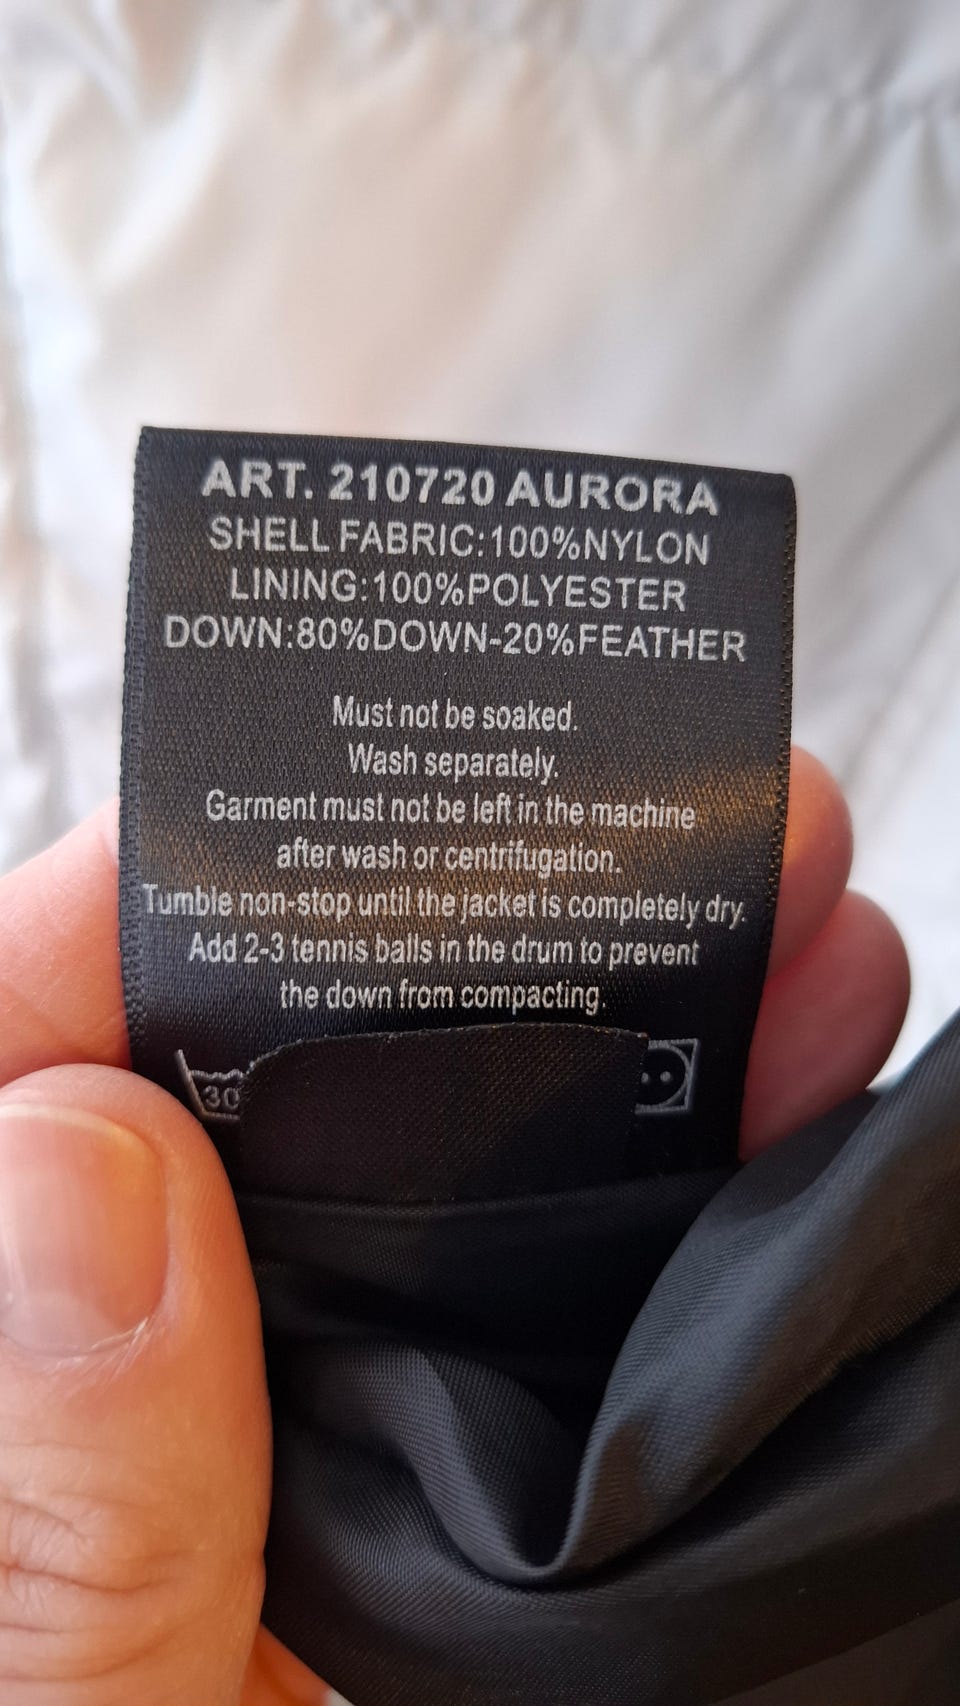 ART. 210720 AURORA
SHELL FABRIC:100%NYLON
LINING:100%POLYESTER
DOWN:80%DOWN-20%FEATHER
Must not be soaked.
Wash separately.
Garment must not be left in the machine
after wash or centrifugation.
Tumble non-stop until the jacket is completely dry.
Add 2-3 tennis balls in the drum to prevent
the down from compacting.
30